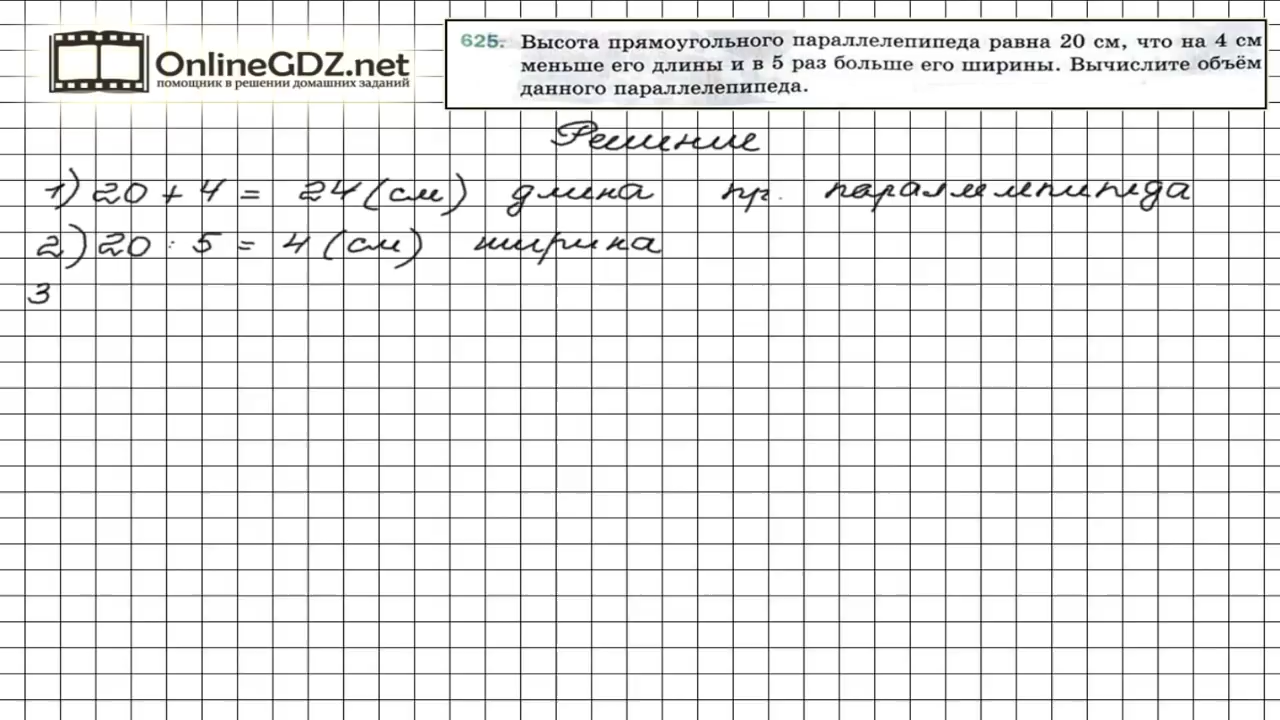 OnlineGDZ.net
помощник в решении домашних заданий
625. Высота прямоугольного параллелепипеда равна 20 см, что на 4 см
меньше его длины и в 5 раз больше его ширины. Вычислите объём
данного параллелепипеда.
Решение
1) 20 + 4 = 24 (см) длина пр. параллелепипеда
2) 20 : 5 = 4 (см) ширина
3